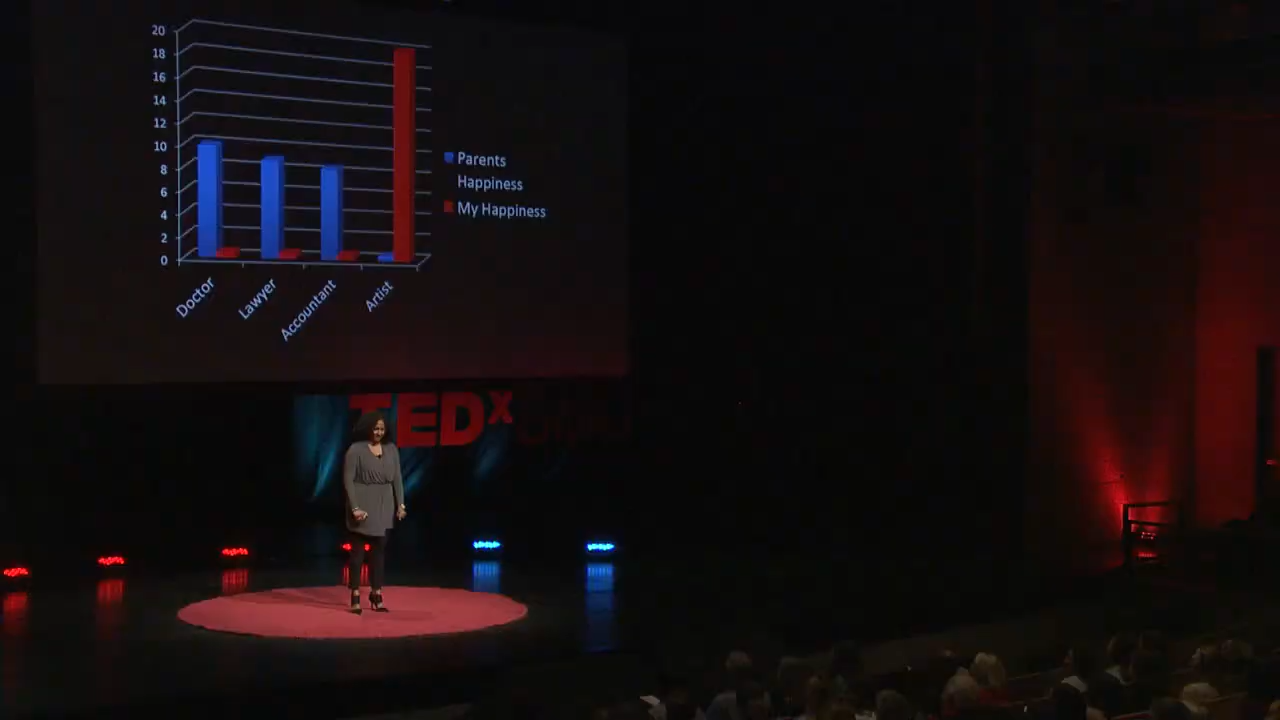 20
18
16
14
12
10
8
6
4
2
0
Doctor
Lawyer
Accountant
Artist
Parents
Happiness
My Happiness
TEDx